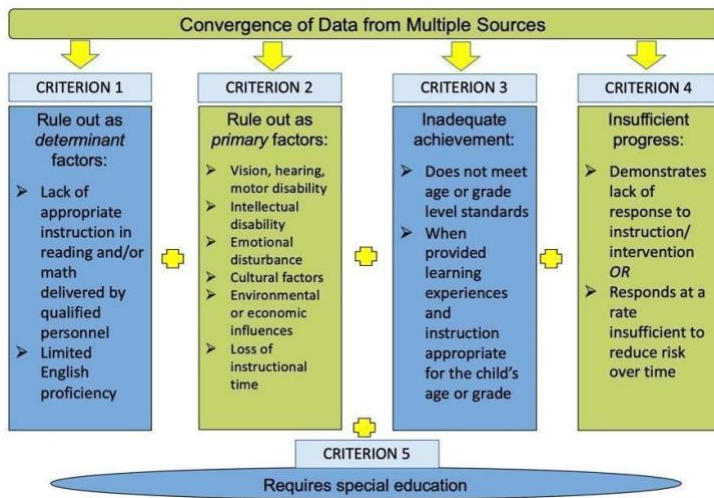 Convergence of Data from Multiple Sources
CRITERION 1
Rule out as
determinant
factors:
➢ Lack of
appropriate
instruction in
reading and/or
math
delivered by
qualified
personnel
➢ Limited
English
proficiency
CRITERION 2
Rule out as
primary factors:
➢ Vision, hearing,
motor disability
➢ Intellectual
disability
➢ Emotional
disturbance
➢ Cultural factors
➢ Environmental
or economic
influences
➢ Loss of
instructional
time
CRITERION 3
Inadequate
achievement:
➢ Does not meet
age or grade
level standards
➢ When
provided
learning
experiences
and
instruction
appropriate
for the child's
age or grade
CRITERION 4
Insufficient
progress:
➢ Demonstrates
lack of
response to
instruction/
intervention
OR
➢ Responds at a
rate
insufficient to
reduce risk
over time
CRITERION 5
Requires special education